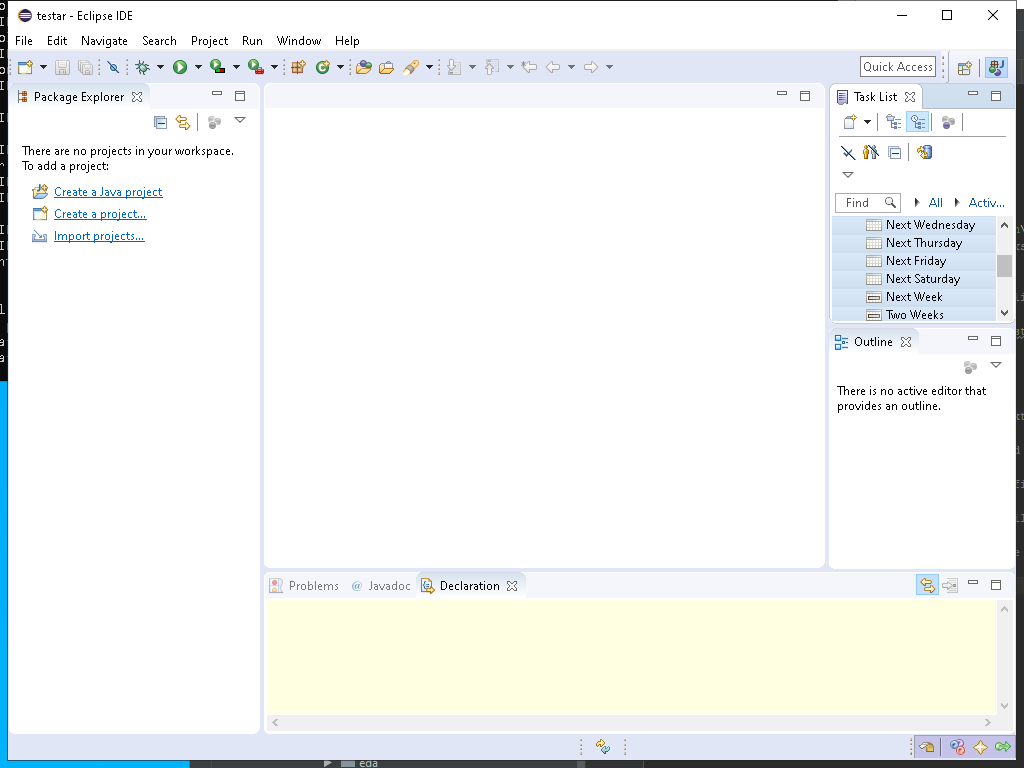 testar - Eclipse IDE
File Edit Navigate Search Project Run Window Help
Quick Access
Package Explorer
There are no projects in your workspace.
To add a project:
Create a Java project
Create a project...
Import projects...
Task List
Find
All
Activ...
Next Wednesday
Next Thursday
Next Friday
Next Saturday
Next Week
Two Weeks
Outline
There is no active editor that
provides an outline.
Problems
@ Javadoc
Declaration
eda